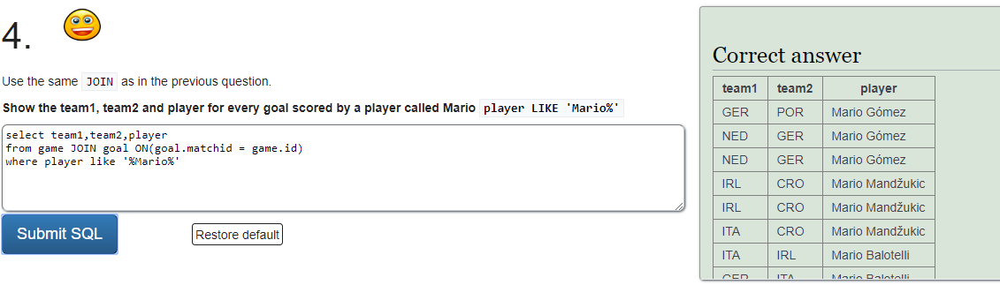 4.
Use the same JOIN as in the previous question.
Show the team1, team2 and player for every goal scored by a player called Mario player LIKE 'Mario%'
select team1,team2,player
from game JOIN goal ON(goal.matchid = game.id)
where player like '%Mario%'
Submit SQL
Restore default
Correct answer
team1 team2 player
GER POR Mario Gómez
NED GER Mario Gómez
NED GER Mario Gómez
IRL CRO Mario Mandžukic
IRL CRO Mario Mandžukic
ITA CRO Mario Mandžukic
ITA IRL Mario Balotelli
GER ITA Mario Balotelli